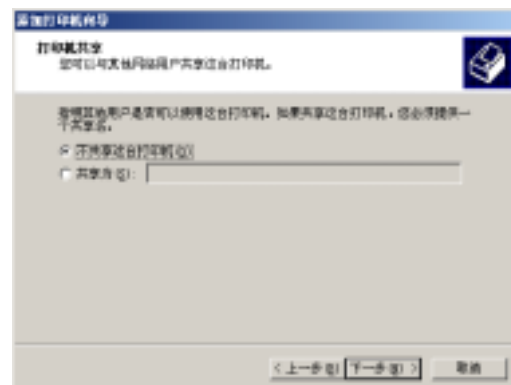 添加打印机向导
打印机共享
您可以与其他网络用户共享这台打印机。
指明其他用户是否可以使用这台打印机。如果共享这台打印机，您必须提供一
个共享名。
不共享这台打印机(O)
共享为(S):
< 上一步(B)
下一步(N) >
取消